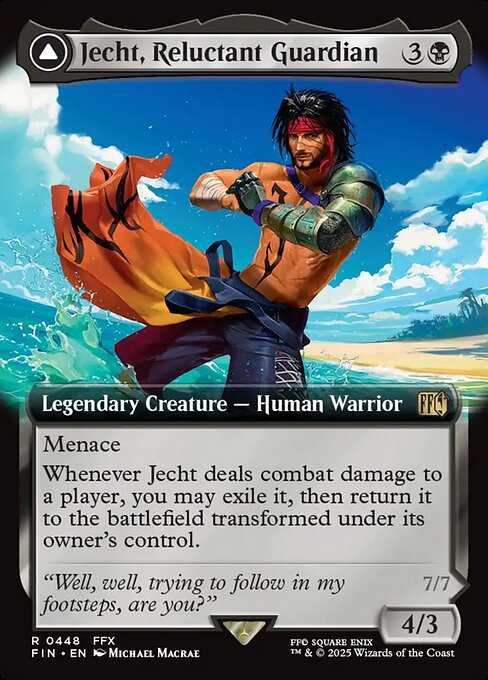 Jecht, Reluctant Guardian 3
Legendary Creature — Human Warrior FFX
Menace
Whenever Jecht deals combat damage to
a player, you may exile it, then return it
to the battlefield transformed under its
owner's control.
“Well, well, trying to follow in my
footsteps, are you?”
7/7
4/3
R 0448 FFX
FIN • EN Michael Macrae
FF© SQUARE ENIX
™ & © 2025 Wizards of the Coast